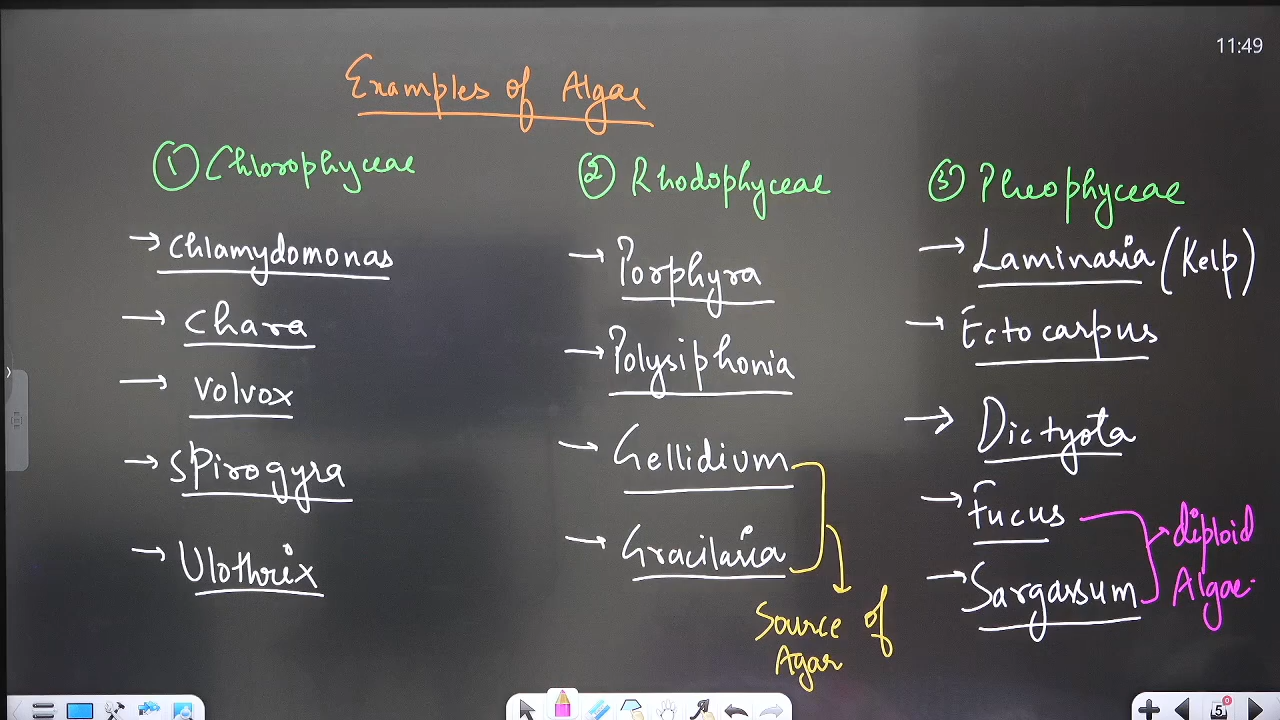 11:49
Examples of Algae
① Chlorophyceae
→ Chlamydomonas
→ Chara
→ Volvox
→ Spirogyra
→ Ulothrix
② Rhodophyceae
→ Porphyra
→ Polysiphonia
→ Gellidium
→ Gracilaria
Source of
Agar
③ Pheophyceae
→ Laminaria (Kelp)
→ Ectocarpus
→ Dictyota
→ Fucus
→ Sargassum
diploid
Algae
5